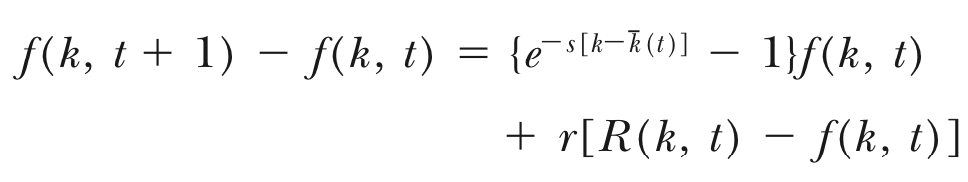 f(k, t + 1) − f(k, t) = {e^{−s[k−k̄(t)]} − 1}f(k, t)
+ r[R(k, t) − f(k, t)]